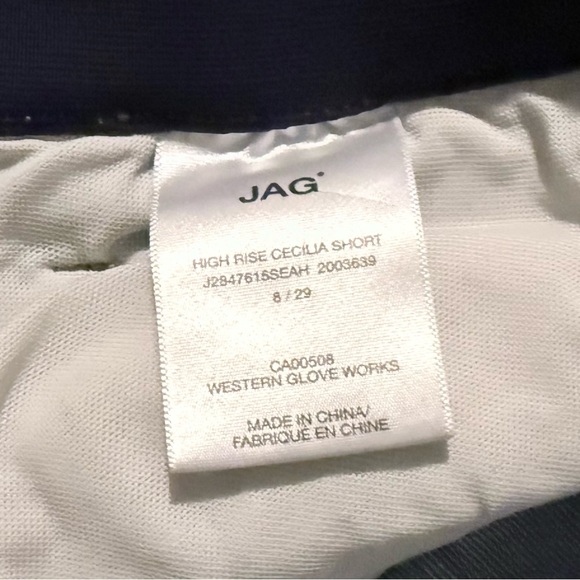 JAG®
HIGH RISE CECILIA SHORT
J2847615SEAH 2003639
8 / 29
CA00508
WESTERN GLOVE WORKS
MADE IN CHINA/
FABRIQUÉ EN CHINE